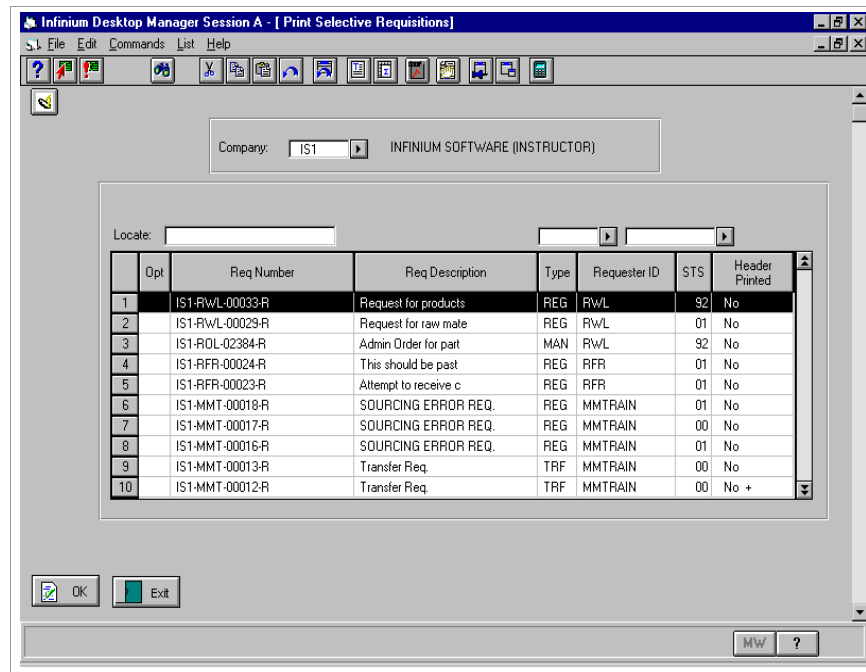 Infinium Desktop Manager Session A - [ Print Selective Requisitions]
File Edit Commands List Help
Company: IS1 INFINIUM SOFTWARE (INSTRUCTOR)
Locate:
Opt Req Number Req Description Type Requester ID STS Header Printed
1 IS1-RWL-00033-R Request for products REG RWL 92 No
2 IS1-RWL-00029-R Request for raw mate REG RWL 01 No
3 IS1-ROL-02384-R Admin Order for part MAN RWL 92 No
4 IS1-RFR-00024-R This should be past REG RFR 01 No
5 IS1-RFR-00023-R Attempt to receive c REG RFR 01 No
6 IS1-MMT-00018-R SOURCING ERROR REQ. REG MMTRAIN 01 No
7 IS1-MMT-00017-R SOURCING ERROR REQ. REG MMTRAIN 00 No
8 IS1-MMT-00016-R SOURCING ERROR REQ. REG MMTRAIN 01 No
9 IS1-MMT-00013-R Transfer Req. TRF MMTRAIN 00 No
10 IS1-MMT-00012-R Transfer Req. TRF MMTRAIN 00 No +
OK Exit
MW ?